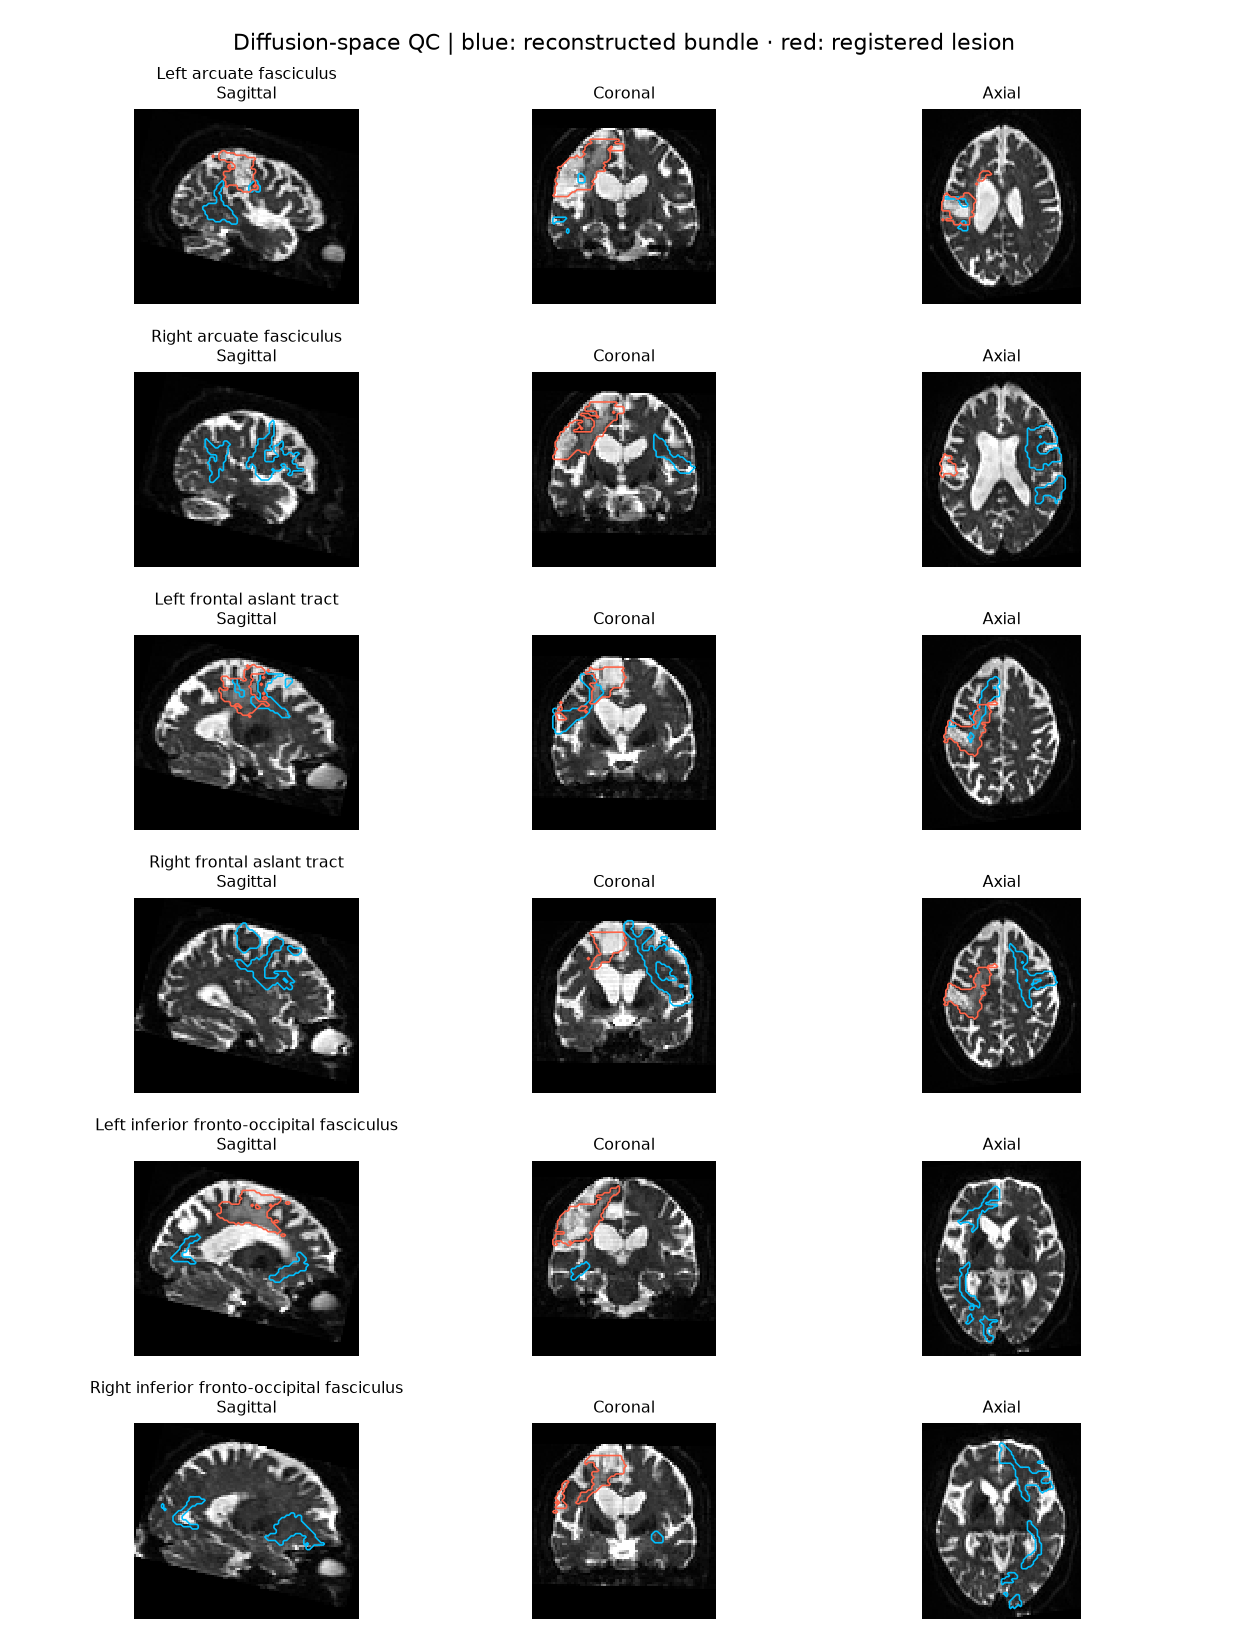 Diffusion-space QC | blue: reconstructed bundle · red: registered lesion
Left arcuate fasciculus
Sagittal
Coronal
Axial
Right arcuate fasciculus
Sagittal
Coronal
Axial
Left frontal aslant tract
Sagittal
Coronal
Axial
Right frontal aslant tract
Sagittal
Coronal
Axial
Left inferior fronto-occipital fasciculus
Sagittal
Coronal
Axial
Right inferior fronto-occipital fasciculus
Sagittal
Coronal
Axial